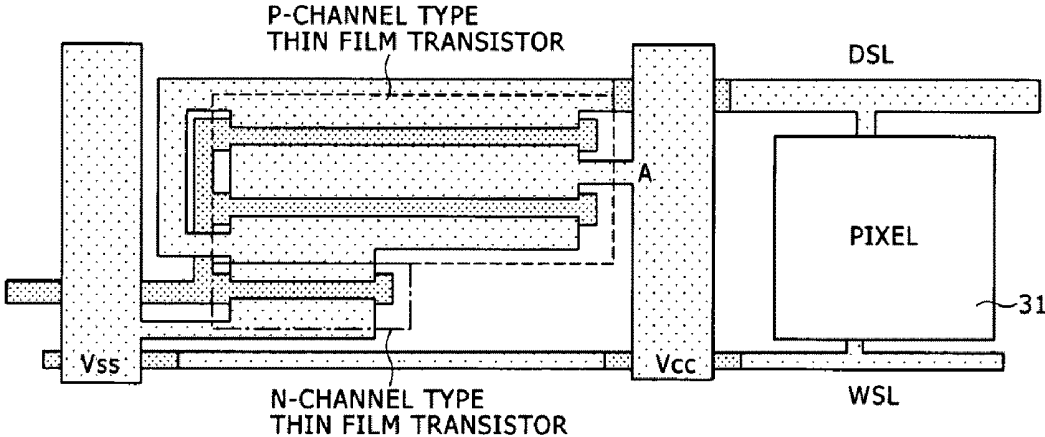 P-CHANNEL TYPE
THIN FILM TRANSISTOR
DSL
A
PIXEL
31
Vss
Vcc
WSL
N-CHANNEL TYPE
THIN FILM TRANSISTOR